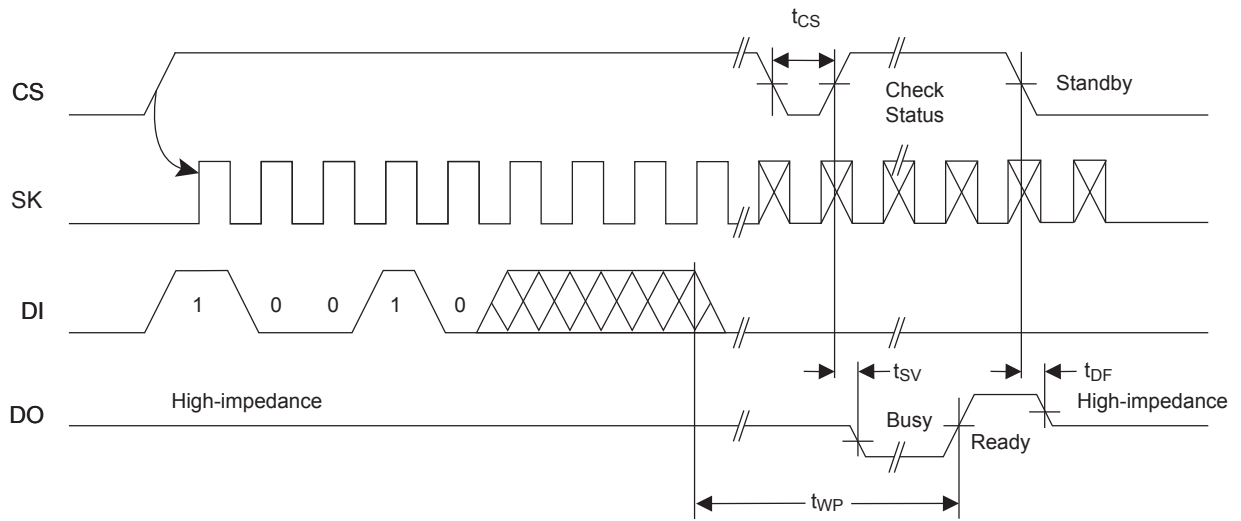 tCS
CS
Check
Status
Standby
SK
DI
1 0 0 1 0
tSV
tDF
DO
High-impedance
Busy
Ready
High-impedance
tWP